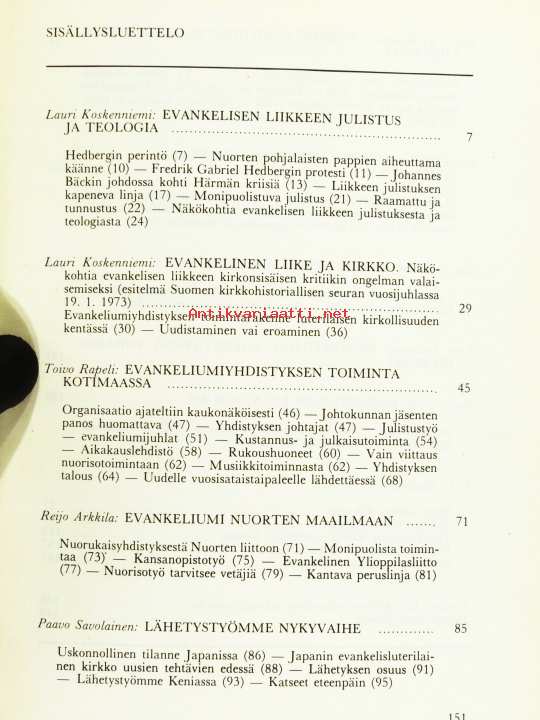 SISÄLLYSLUETTELO
Lauri Koskenniemi: EVANKELISEN LIIKKEEN JULISTUS
JA TEOLOGIA ........................................ 7
Hedbergin perintö (7) — Nuorten pohjalaisten pappien aiheuttama
käänne (10) — Fredrik Gabriel Hedbergin protesti (11) — Johannes
Bäckin johdossa kohti Härmän kriisiä (13) — Liikkeen julistuksen
kapeneva linja (17) — Monipuolistuva julistus (21) — Raamattu ja
tunnustus (22) — Näkökohtia evankelisen liikkeen julistuksesta ja
teologiasta (24)
Lauri Koskenniemi: EVANKELINEN LIIKE JA KIRKKO. Näkö-
kohtia evankelisen liikkeen kirkonsisäisen kritiikin ongelman valai-
semiseksi (esitelmä Suomen kirkkohistoriallisen seuran vuosijuhlassa
19. 1. 1973) ........................................ 29
Antikvariaatti.net
Evankeliumiyhdistyksen toimintarakenne luterilaisen kirkollisuuden
kentässä (30) — Uudistaminen vai eroaminen (36)
Toivo Rapeli: EVANKELIUMIYHDISTYKSEN TOIMINTA
KOTIMAASSA ........................................ 45
Organisaatio ajateltiin kaukonäköisesti (46) — Johtokunnan jäsenten
panos huomattava (47) — Yhdistyksen johtajat (47) — Julistustyö
— evankeliumijuhlat (51) — Kustannus- ja julkaisutoiminta (54)
— Aikakauslehdistö (58) — Rukoushuoneet (60) — Vain viittaus
nuorisotoimintaan (62) — Musiikkitoiminnasta (62) — Yhdistyksen
talous (64) — Uudelle vuosisataistaipaleelle lähdettäessä (68)
Reijo Arkkila: EVANKELIUMI NUORTEN MAAILMAAN ....... 71
Nuorukaisyhdistyksestä Nuorten liittoon (71) — Monipuolista toimin-
taa (73) — Kansanopistotyö (75) — Evankelinen Ylioppilasliitto
(77) — Nuorisotyö tarvitsee vetäjiä (79) — Kantava peruslinja (81)
Paavo Savolainen: LÄHETYSTYÖMME NYKYVAIHE ............. 85
Uskonnollinen tilanne Japanissa (86) — Japanin evankelisluterilai-
nen kirkko uusien tehtävien edessä (88) — Lähetyksen osuus (91)
— Lähetystyömme Keniassa (93) — Katseet eteenpäin (95)
151